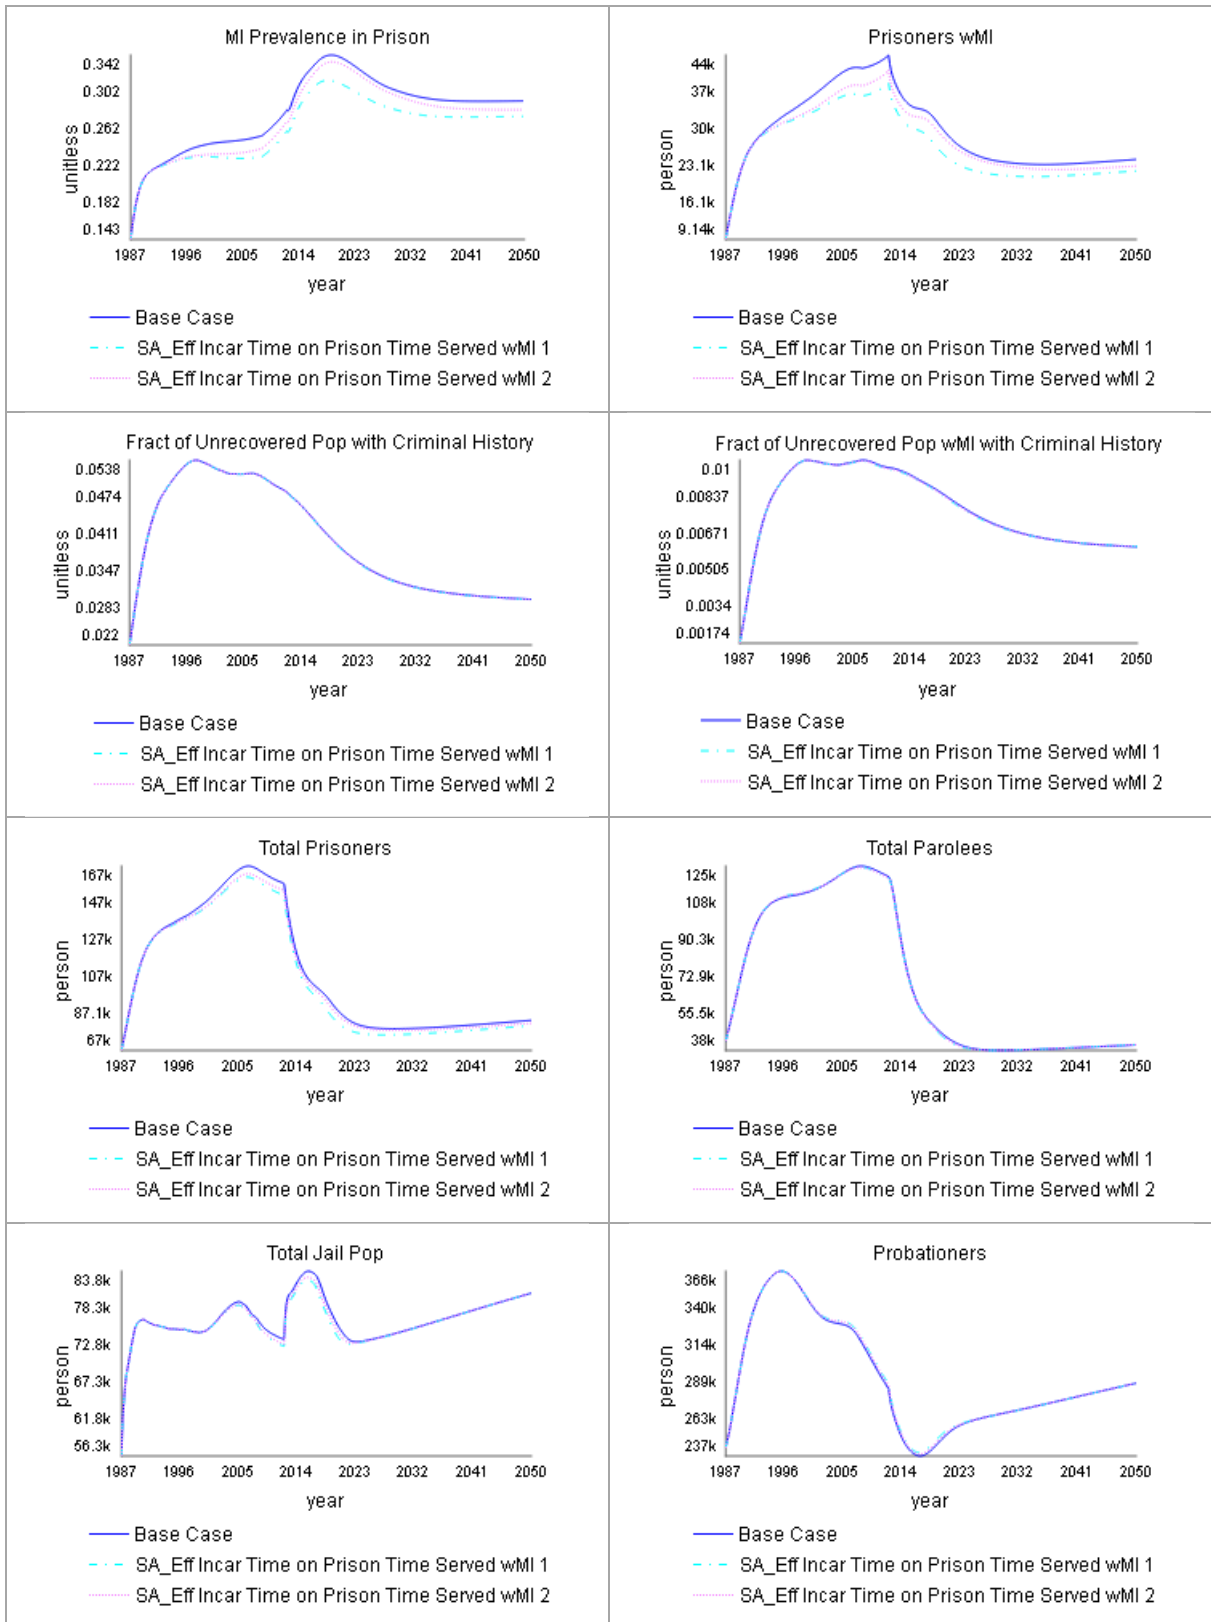 MI Prevalence in Prison
0.342
0.302
0.262
0.222
0.182
0.143
unitless
1987 1996 2005 2014 2023 2032 2041 2050
year
Base Case
SA_Eff Incar Time on Prison Time Served wMI 1
SA_Eff Incar Time on Prison Time Served wMI 2
Prisoners wMI
44k
37k
30k
23.1k
16.1k
9.14k
person
1987 1996 2005 2014 2023 2032 2041 2050
year
Base Case
SA_Eff Incar Time on Prison Time Served wMI 1
SA_Eff Incar Time on Prison Time Served wMI 2
Fract of Unrecovered Pop with Criminal History
0.0538
0.0474
0.0411
0.0347
0.0283
0.022
unitless
1987 1996 2005 2014 2023 2032 2041 2050
year
Base Case
SA_Eff Incar Time on Prison Time Served wMI 1
SA_Eff Incar Time on Prison Time Served wMI 2
Fract of Unrecovered Pop wMI with Criminal History
0.01
0.00837
0.00671
0.00505
0.0034
0.00174
unitless
1987 1996 2005 2014 2023 2032 2041 2050
year
Base Case
SA_Eff Incar Time on Prison Time Served wMI 1
SA_Eff Incar Time on Prison Time Served wMI 2
Total Prisoners
167k
147k
127k
107k
87.1k
67k
person
1987 1996 2005 2014 2023 2032 2041 2050
year
Base Case
SA_Eff Incar Time on Prison Time Served wMI 1
SA_Eff Incar Time on Prison Time Served wMI 2
Total Parolees
125k
108k
90.3k
72.9k
55.5k
38k
person
1987 1996 2005 2014 2023 2032 2041 2050
year
Base Case
SA_Eff Incar Time on Prison Time Served wMI 1
SA_Eff Incar Time on Prison Time Served wMI 2
Total Jail Pop
83.8k
78.3k
72.8k
67.3k
61.8k
56.3k
person
1987 1996 2005 2014 2023 2032 2041 2050
year
Base Case
SA_Eff Incar Time on Prison Time Served wMI 1
SA_Eff Incar Time on Prison Time Served wMI 2
Probationers
366k
340k
314k
289k
263k
237k
person
1987 1996 2005 2014 2023 2032 2041 2050
year
Base Case
SA_Eff Incar Time on Prison Time Served wMI 1
SA_Eff Incar Time on Prison Time Served wMI 2